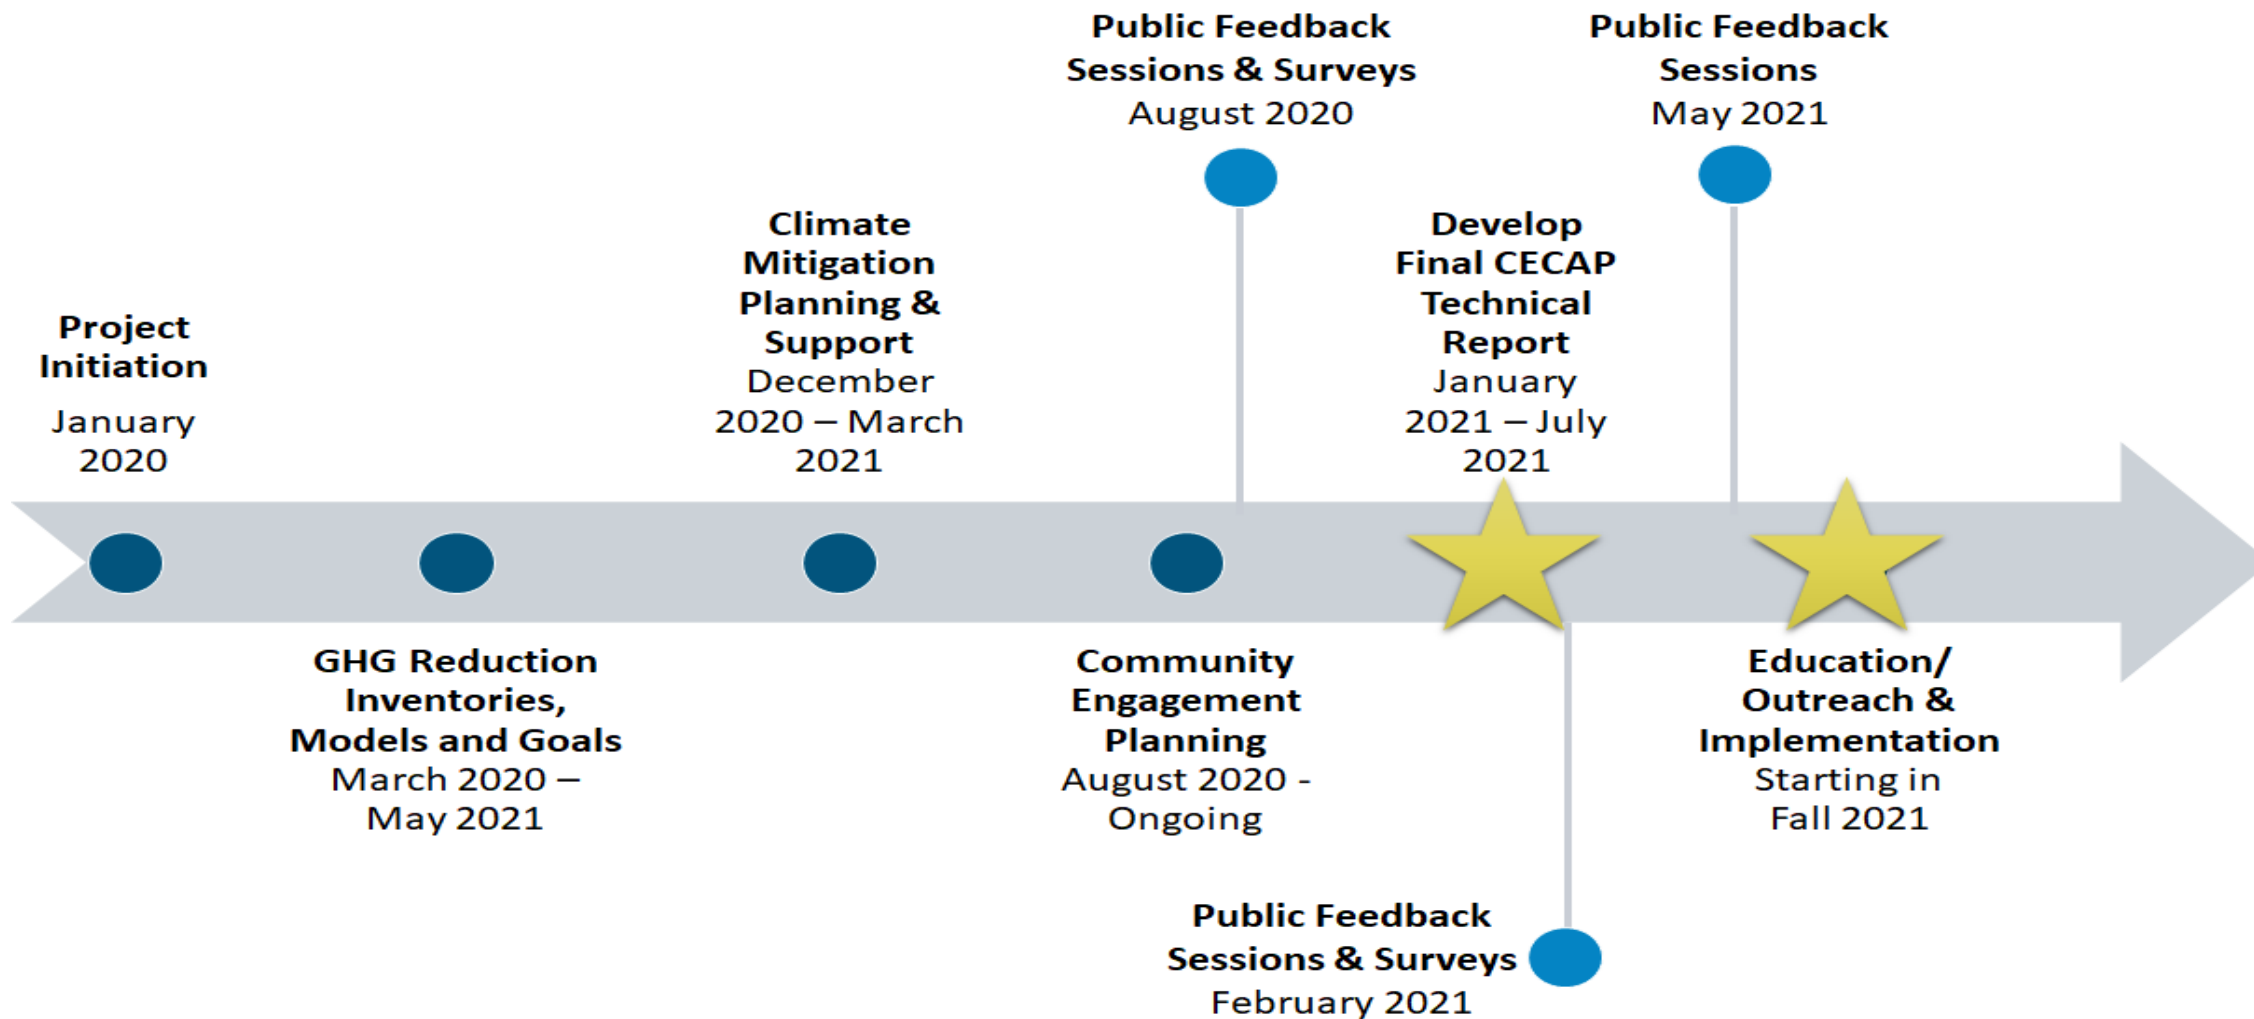 Project
Initiation
January
2020
GHG Reduction
Inventories,
Models and Goals
March 2020 –
May 2021
Climate
Mitigation
Planning &
Support
December
2020 – March
2021
Community
Engagement
Planning
August 2020 -
Ongoing
Public Feedback
Sessions & Surveys
August 2020
Develop
Final CECAP
Technical
Report
January
2021 – July
2021
Public Feedback
Sessions & Surveys
February 2021
Public Feedback
Sessions
May 2021
Education/
Outreach &
Implementation
Starting in
Fall 2021